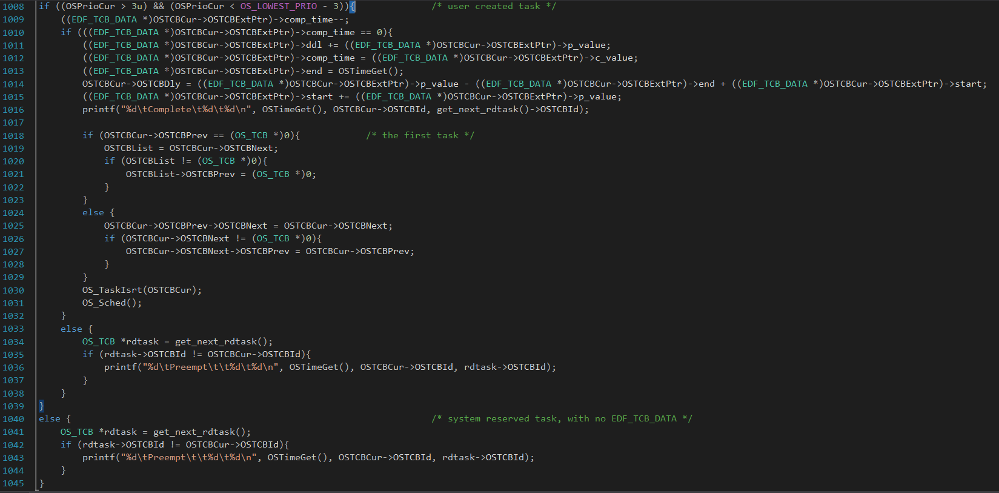 1008 if ((OSPrioCur > 3u) && (OSPrioCur < OS_LOWEST_PRIO - 3)){ /* user created task */
1009 ((EDF_TCB_DATA *)OSTCBCur->OSTCBExtPtr)->comp_time--;
1010 if (((EDF_TCB_DATA *)OSTCBCur->OSTCBExtPtr)->comp_time == 0){
1011 ((EDF_TCB_DATA *)OSTCBCur->OSTCBExtPtr)->ddl += ((EDF_TCB_DATA *)OSTCBCur->OSTCBExtPtr)->p_value;
1012 ((EDF_TCB_DATA *)OSTCBCur->OSTCBExtPtr)->comp_time = ((EDF_TCB_DATA *)OSTCBCur->OSTCBExtPtr)->c_value;
1013 ((EDF_TCB_DATA *)OSTCBCur->OSTCBExtPtr)->end = OSTimeGet();
1014 OSTCBCur->OSTCBDly = ((EDF_TCB_DATA *)OSTCBCur->OSTCBExtPtr)->p_value - ((EDF_TCB_DATA *)OSTCBCur->OSTCBExtPtr)->end + ((EDF_TCB_DATA *)OSTCBCur->OSTCBExtPtr)->start;
1015 ((EDF_TCB_DATA *)OSTCBCur->OSTCBExtPtr)->start += ((EDF_TCB_DATA *)OSTCBCur->OSTCBExtPtr)->p_value;
1016 printf("%d\tComplete\t%d\t%d\n", OSTimeGet(), OSTCBCur->OSTCBId, get_next_rdtask()->OSTCBId);
1017
1018 if (OSTCBCur->OSTCBPrev == (OS_TCB *)0){ /* the first task */
1019 OSTCBList = OSTCBCur->OSTCBNext;
1020 if (OSTCBList != (OS_TCB *)0){
1021 OSTCBList->OSTCBPrev = (OS_TCB *)0;
1022 }
1023 }
1024 else {
1025 OSTCBCur->OSTCBPrev->OSTCBNext = OSTCBCur->OSTCBNext;
1026 if (OSTCBCur->OSTCBNext != (OS_TCB *)0){
1027 OSTCBCur->OSTCBNext->OSTCBPrev = OSTCBCur->OSTCBPrev;
1028 }
1029 }
1030 OS_TaskIsrt(OSTCBCur);
1031 OS_Sched();
1032 }
1033 else {
1034 OS_TCB *rdtask = get_next_rdtask();
1035 if (rdtask->OSTCBId != OSTCBCur->OSTCBId){
1036 printf("%d\tPreempt\t\t%d\t%d\n", OSTimeGet(), OSTCBCur->OSTCBId, rdtask->OSTCBId);
1037 }
1038 }
1039 }
1040 else { /* system reserved task, with no EDF_TCB_DATA */
1041 OS_TCB *rdtask = get_next_rdtask();
1042 if (rdtask->OSTCBId != OSTCBCur->OSTCBId){
1043 printf("%d\tPreempt\t\t%d\t%d\n", OSTimeGet(), OSTCBCur->OSTCBId, rdtask->OSTCBId);
1044 }
1045 }